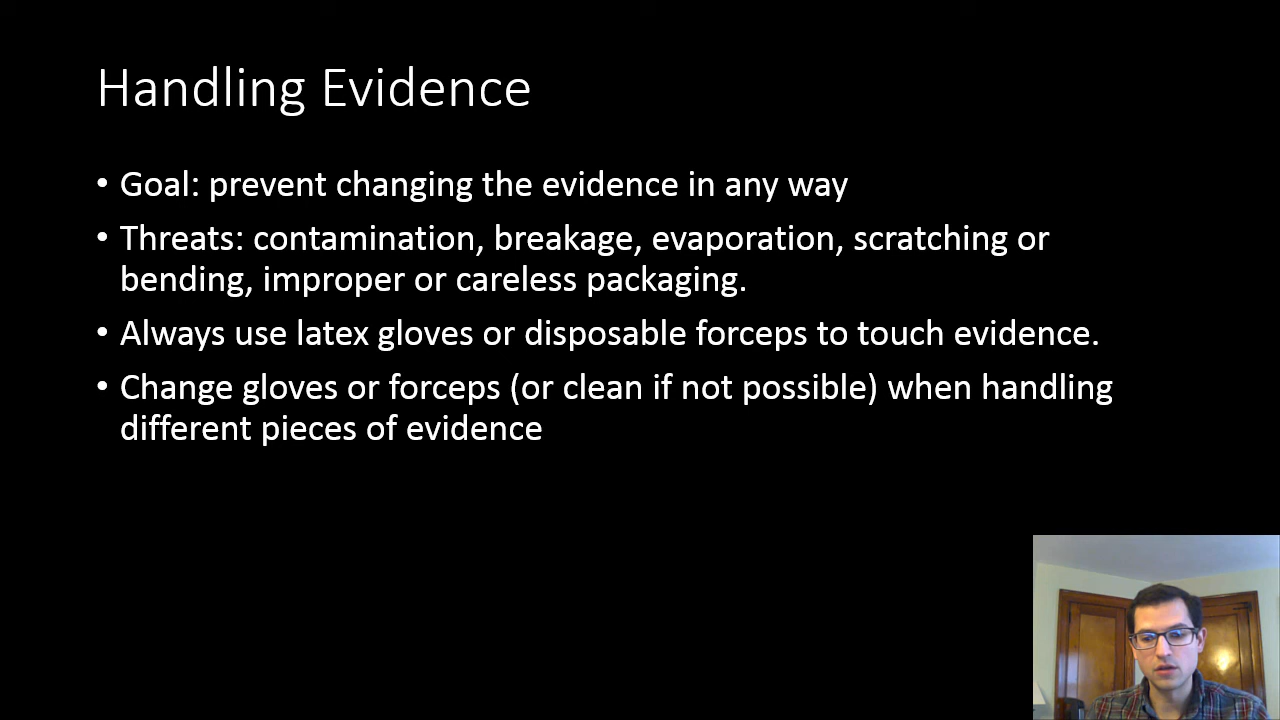 Handling Evidence
• Goal: prevent changing the evidence in any way
• Threats: contamination, breakage, evaporation, scratching or
bending, improper or careless packaging.
• Always use latex gloves or disposable forceps to touch evidence.
• Change gloves or forceps (or clean if not possible) when handling
different pieces of evidence